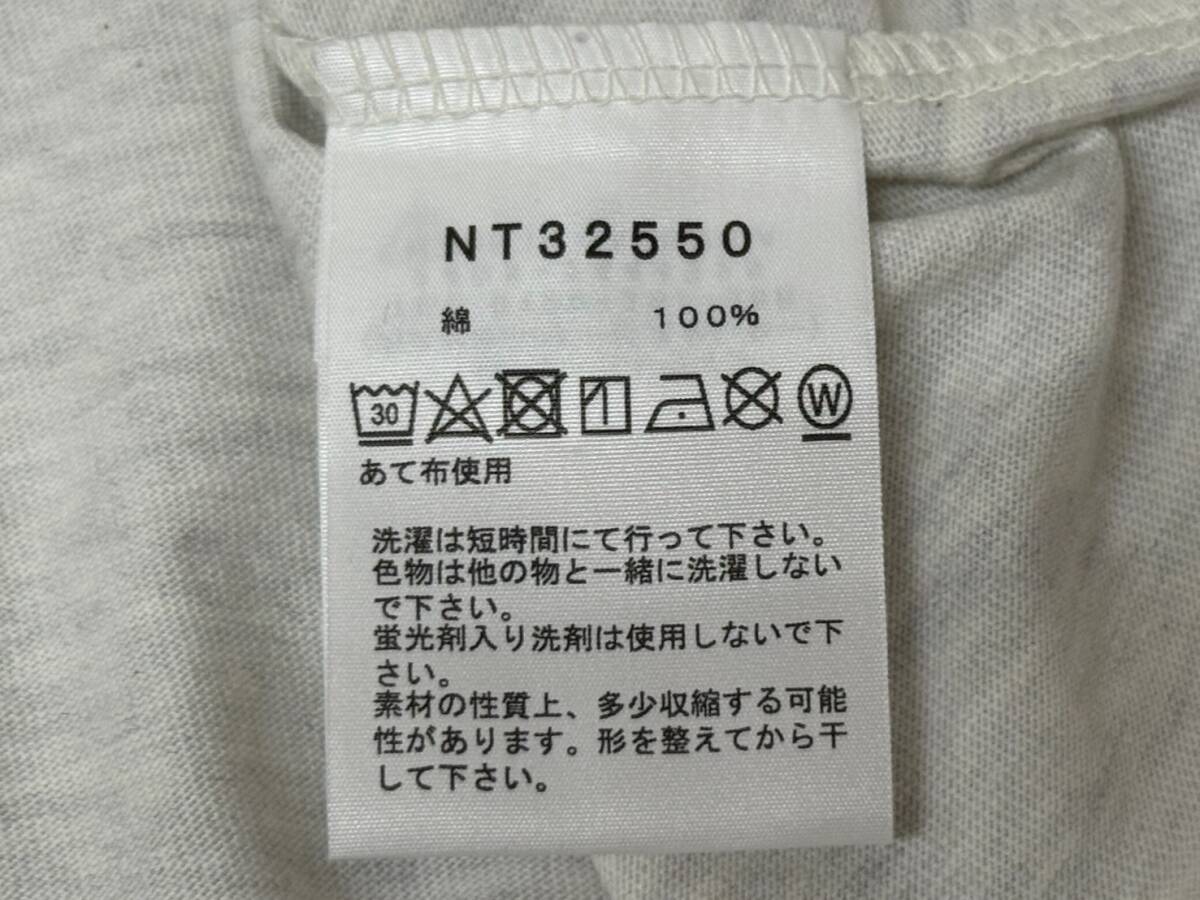 NT32550
綿 100%
30 W
あて布使用
洗濯は短時間にて行って下さい。
色物は他の物と一緒に洗濯しない
で下さい。
蛍光剤入り洗剤は使用しないで下
さい。
素材の性質上、多少収縮する可能
性があります。形を整えてから干
して下さい。